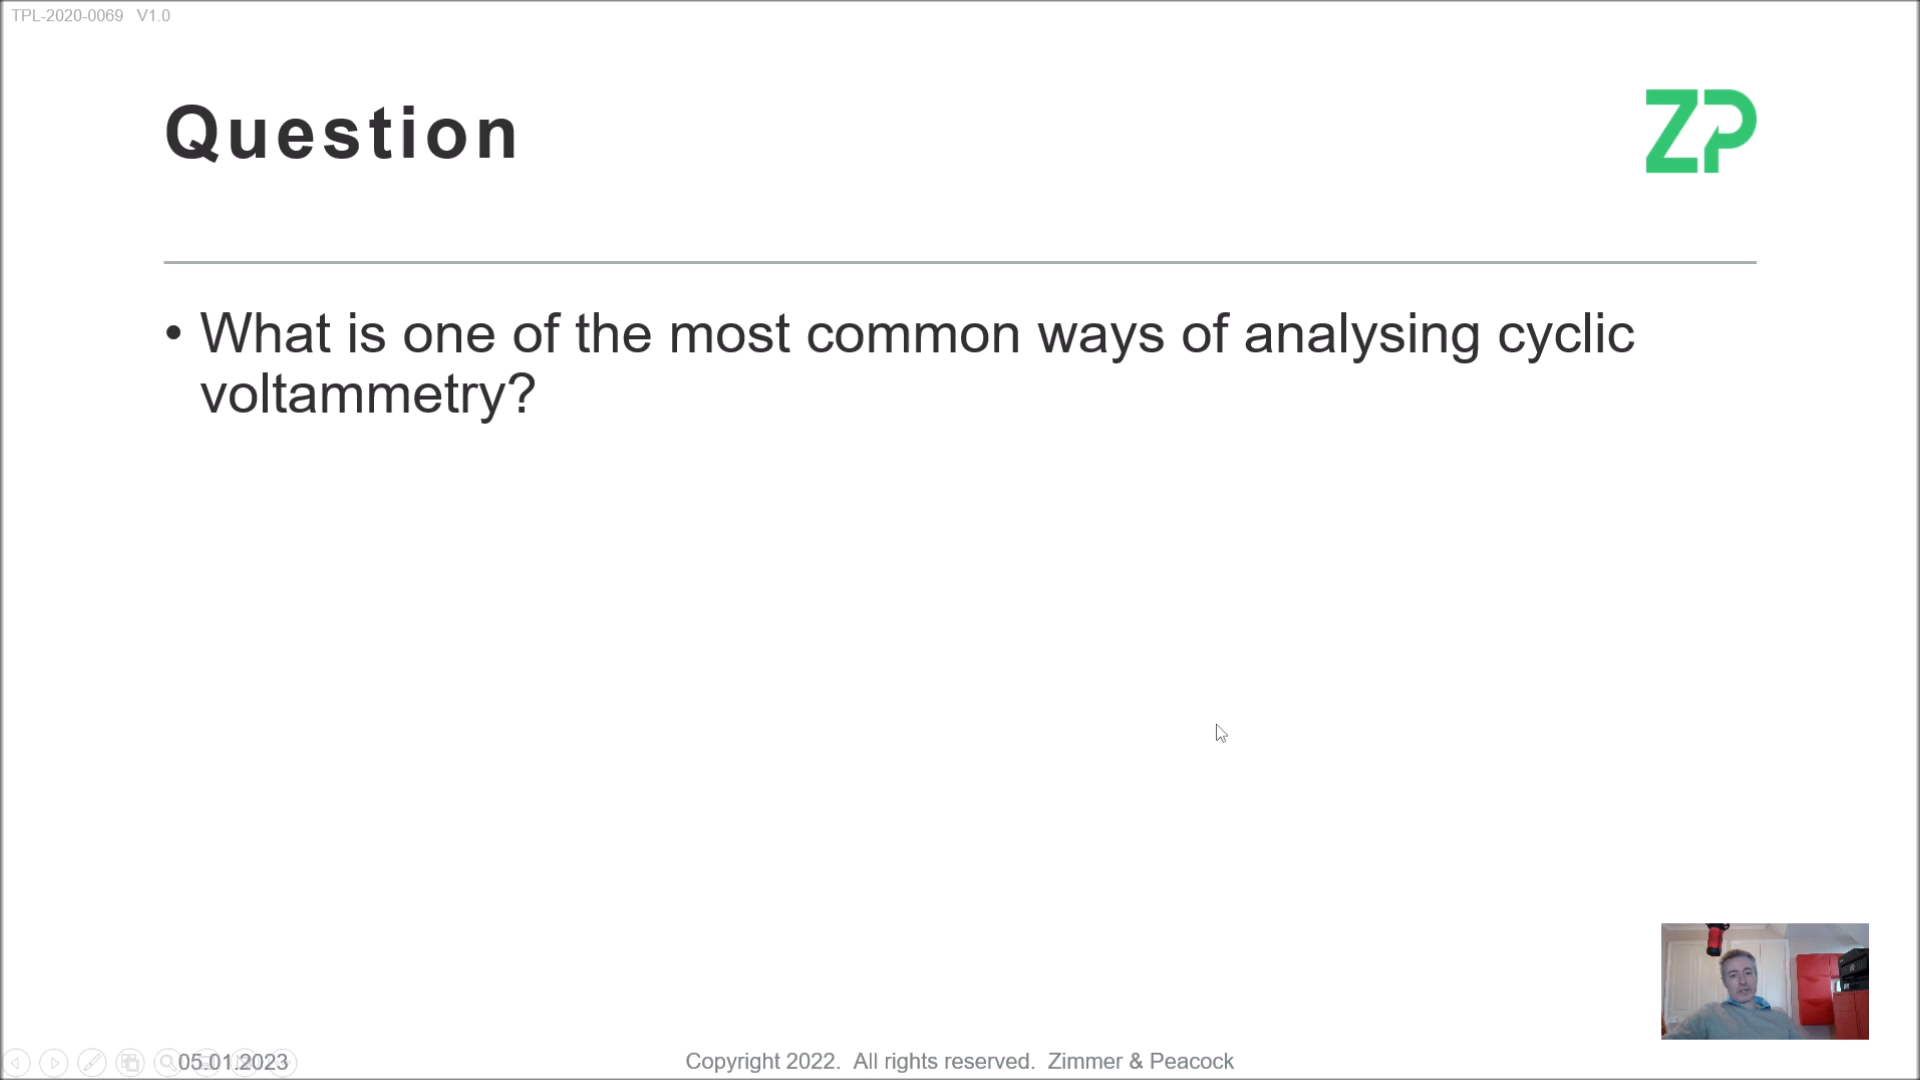 TPL-2020-0069 V1.0
Question
ZP
• What is one of the most common ways of analysing cyclic
voltammetry?
05.01.2023
Copyright 2022. All rights reserved. Zimmer & Peacock